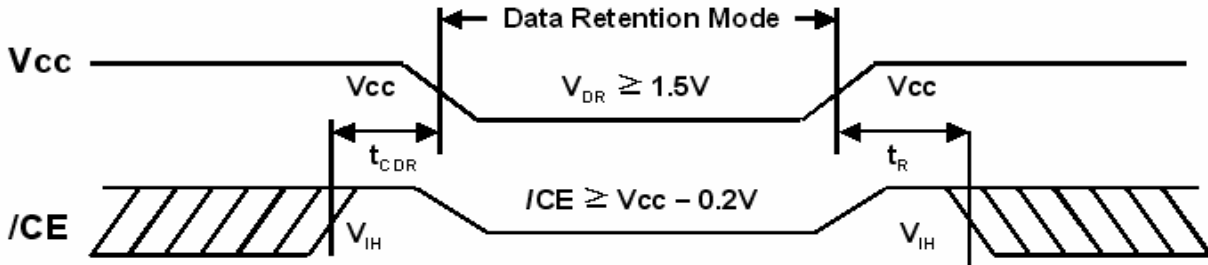 Data Retention Mode
Vcc
Vcc
V_DR ≥ 1.5V
Vcc
t_CDR
t_R
/CE ≥ Vcc – 0.2V
/CE
V_IH
V_IH